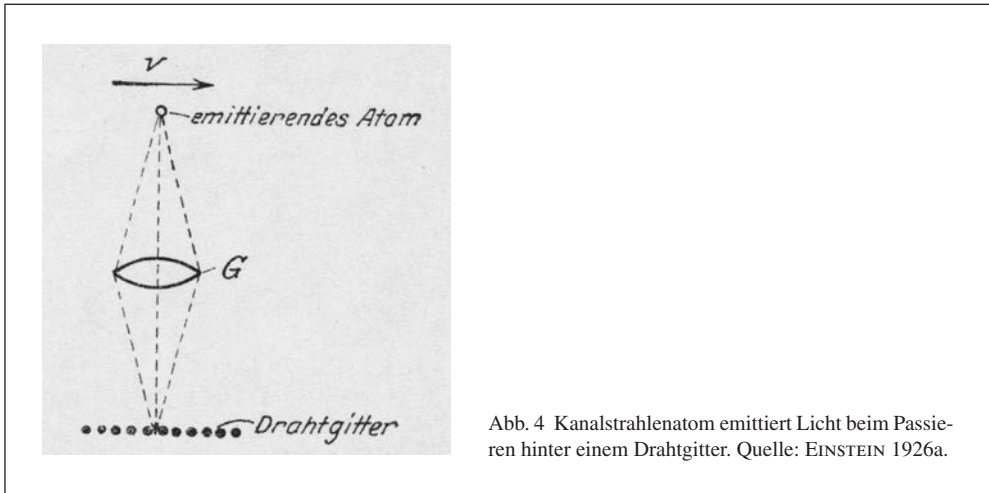 v
emittierendes Atom
G
Drahtgitter
Abb. 4 Kanalstrahlenatom emittiert Licht beim Passie-
ren hinter einem Drahtgitter. Quelle: EINSTEIN 1926a.